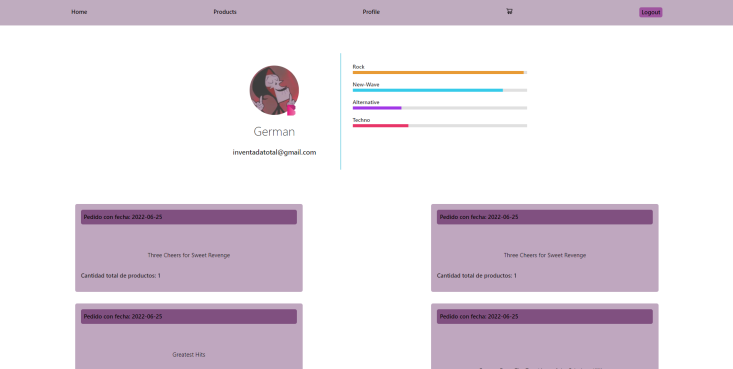 Home
Products
Profile
Logout
Rock
New-Wave
Alternative
Techno
German
inventadatotal@gmail.com
Pedido con fecha: 2022-06-25
Three Cheers for Sweet Revenge
Cantidad total de productos: 1
Pedido con fecha: 2022-06-25
Three Cheers for Sweet Revenge
Cantidad total de productos: 1
Pedido con fecha: 2022-06-25
Greatest Hits
Pedido con fecha: 2022-06-25